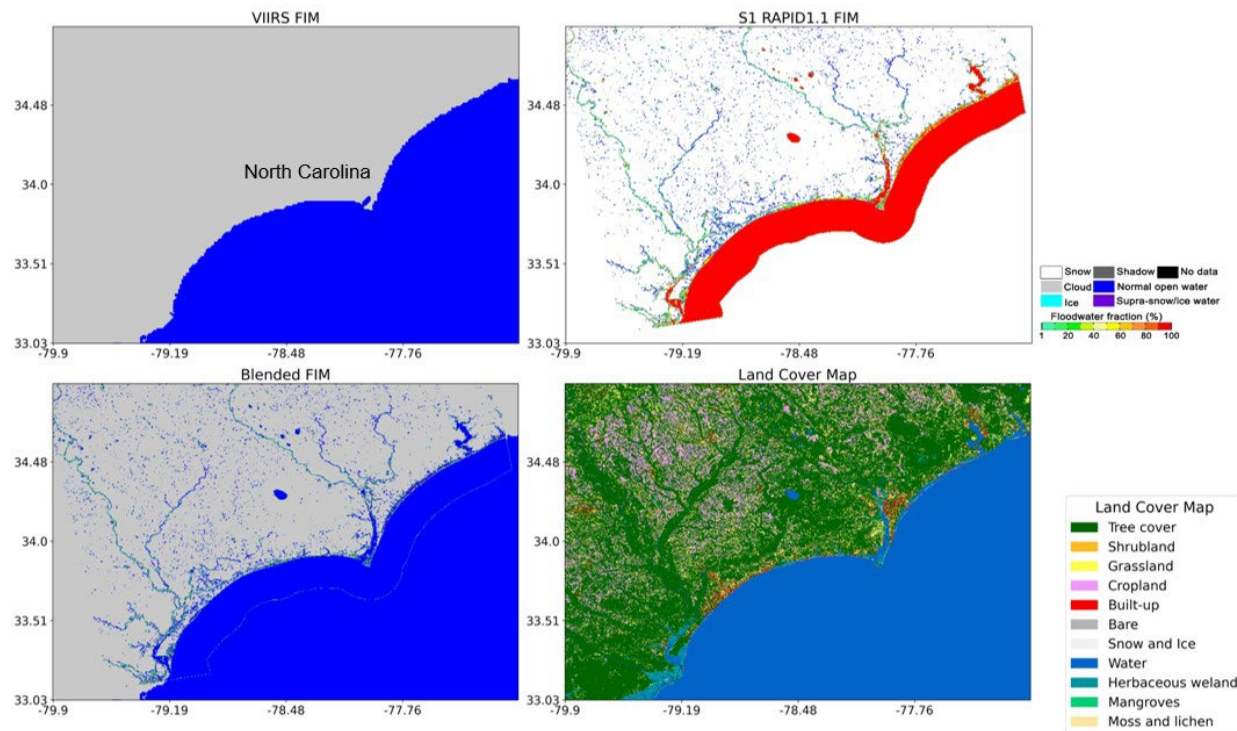 VIIRS FIM
34.48
34.0
33.51
33.03
North Carolina
-79.9
-79.19
-78.48
-77.76
S1 RAPID1.1 FIM
34.48
34.0
33.51
33.03
-79.9
-79.19
-78.48
-77.76
Snow Shadow No data
Cloud Normal open water
Ice Supra-snow/ice water
Floodwater fraction (%)
1 20 40 60 80 100
Blended FIM
34.48
34.0
33.51
33.03
-79.9
-79.19
-78.48
-77.76
Land Cover Map
34.48
34.0
33.51
33.03
-79.9
-79.19
-78.48
-77.76
Land Cover Map
Tree cover
Shrubland
Grassland
Cropland
Built-up
Bare
Snow and Ice
Water
Herbaceous weland
Mangroves
Moss and lichen